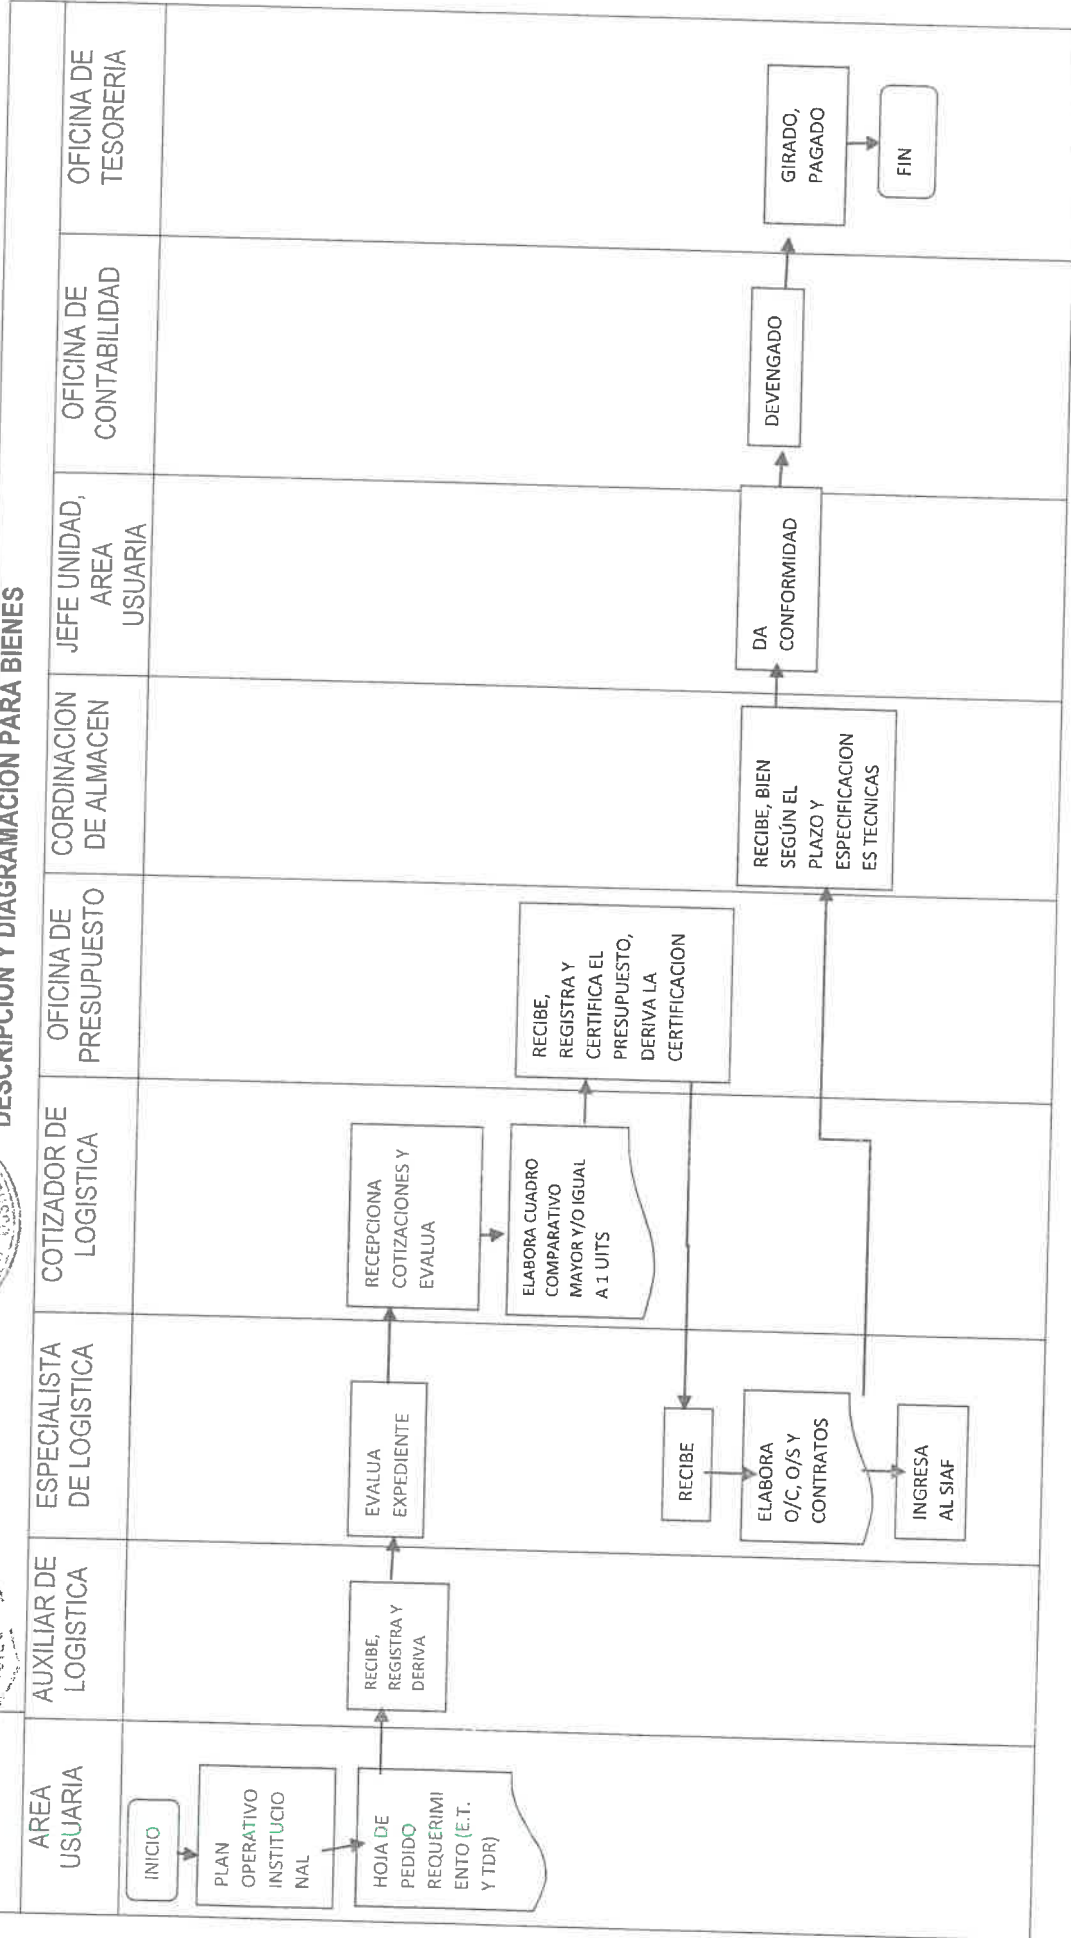 DESCRIPCION Y DIAGRAMACION PARA BIENES
AREA
USUARIA
AUXILIAR DE
LOGISTICA
ESPECIALISTA
DE LOGISTICA
COTIZADOR DE
LOGISTICA
OFICINA DE
PRESUPUESTO
CORDINACION
DE ALMACEN
JEFE UNIDAD,
AREA
USUARIA
OFICINA DE
CONTABILIDAD
OFICINA DE
TESORERIA
INICIO
PLAN
OPERATIVO
INSTITUCIO
NAL
HOJA DE
PEDIDO
REQUERIMI
ENTO (E.T.
Y TDR)
RECIBE,
REGISTRA Y
DERIVA
EVALUA
EXPEDIENTE
RECEPCIONA
COTIZACIONES Y
EVALUA
ELABORA CUADRO
COMPARATIVO
MAYOR Y/O IGUAL
A 1 UITS
RECIBE,
REGISTRA Y
CERTIFICA EL
PRESUPUESTO,
DERIVA LA
CERTIFICACION
RECIBE
ELABORA
O/C, O/S Y
CONTRATOS
INGRESA
AL SIAF
RECIBE, BIEN
SEGÚN EL
PLAZO Y
ESPECIFICACION
ES TECNICAS
DA
CONFORMIDAD
DEVENGADO
GIRADO,
PAGADO
FIN